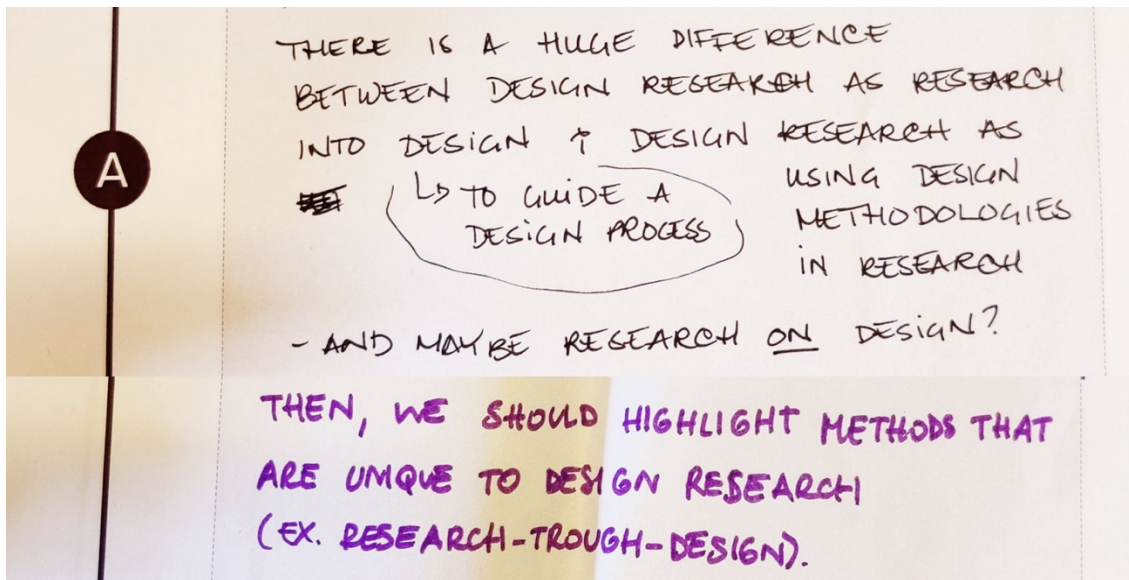 A
THERE IS A HUGE DIFFERENCE
BETWEEN DESIGN RESEARCH AS RESEARCH
INTO DESIGN & DESIGN RESEARCH AS
↳ TO GUIDE A
DESIGN PROCESS
USING DESIGN
METHODOLOGIES
IN RESEARCH
- AND MAYBE RESEARCH ON DESIGN?
THEN, WE SHOULD HIGHLIGHT METHODS THAT
ARE UNIQUE TO DESIGN RESEARCH
(EX. RESEARCH-TROUGH-DESIGN).